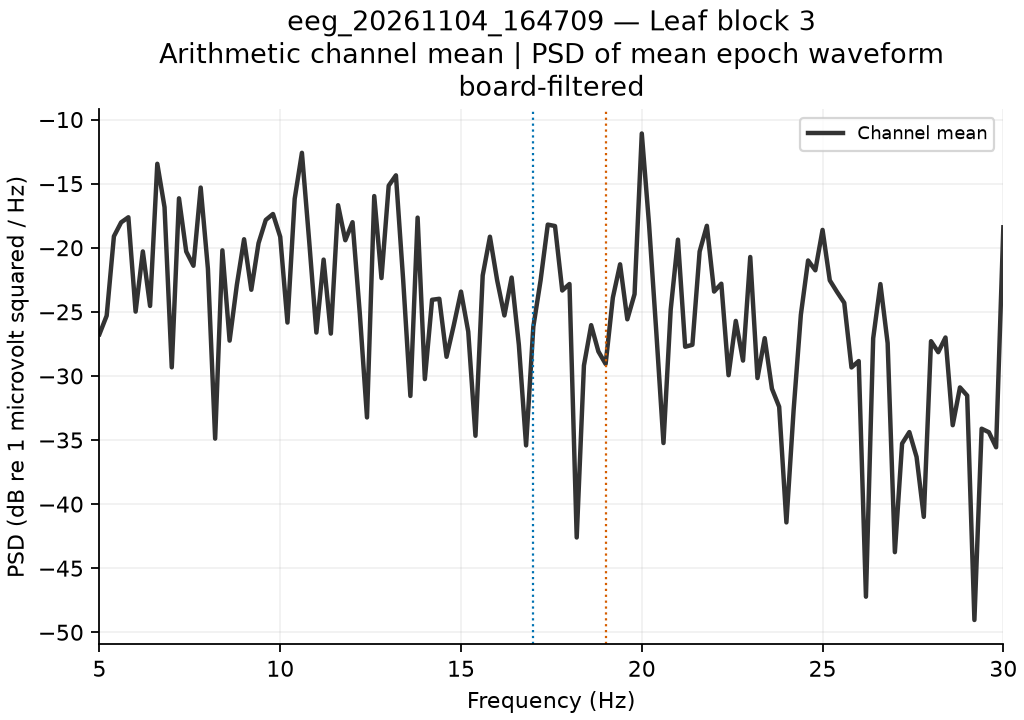 eeg_20261104_164709 — Leaf block 3
Arithmetic channel mean | PSD of mean epoch waveform
board-filtered
Channel mean
PSD (dB re 1 microvolt squared / Hz)
−10
−15
−20
−25
−30
−35
−40
−45
−50
5
10
15
20
25
30
Frequency (Hz)